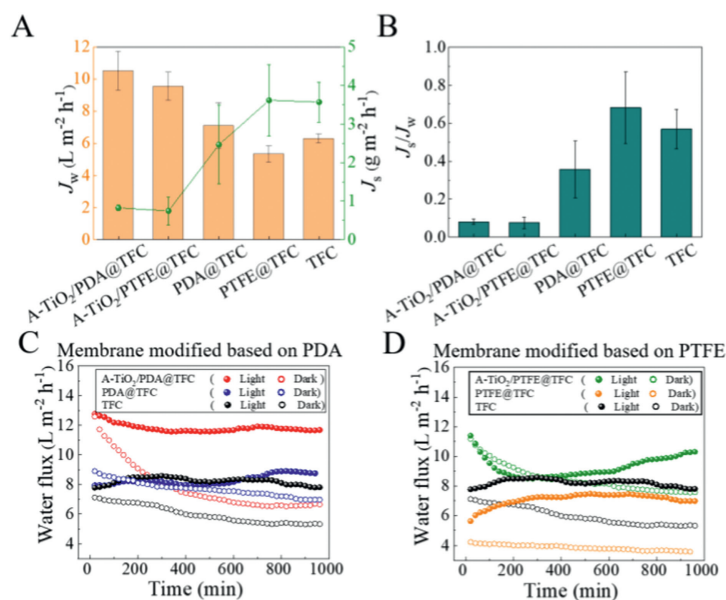 A
12
10
8
6
4
2
0
J_w (L m⁻² h⁻¹)
5
4
3
2
1
0
J_s (g m⁻² h⁻¹)
A-TiO₂/PDA@TFC
A-TiO₂/PTFE@TFC
PDA@TFC
PTFE@TFC
TFC
B
1.0
0.8
0.6
0.4
0.2
0.0
J_s/J_w
A-TiO₂/PDA@TFC
A-TiO₂/PTFE@TFC
PDA@TFC
PTFE@TFC
TFC
C
Membrane modified based on PDA
16
14
12
10
8
6
4
Water flux (L m⁻² h⁻¹)
A-TiO₂/PDA@TFC ( Light Dark)
PDA@TFC ( Light Dark)
TFC ( Light Dark)
0 200 400 600 800 1000
Time (min)
D
Membrane modified based on PTFE
16
14
12
10
8
6
4
Water flux (L m⁻² h⁻¹)
A-TiO₂/PTFE@TFC ( Light Dark)
PTFE@TFC ( Light Dark)
TFC ( Light Dark)
0 200 400 600 800 1000
Time (min)